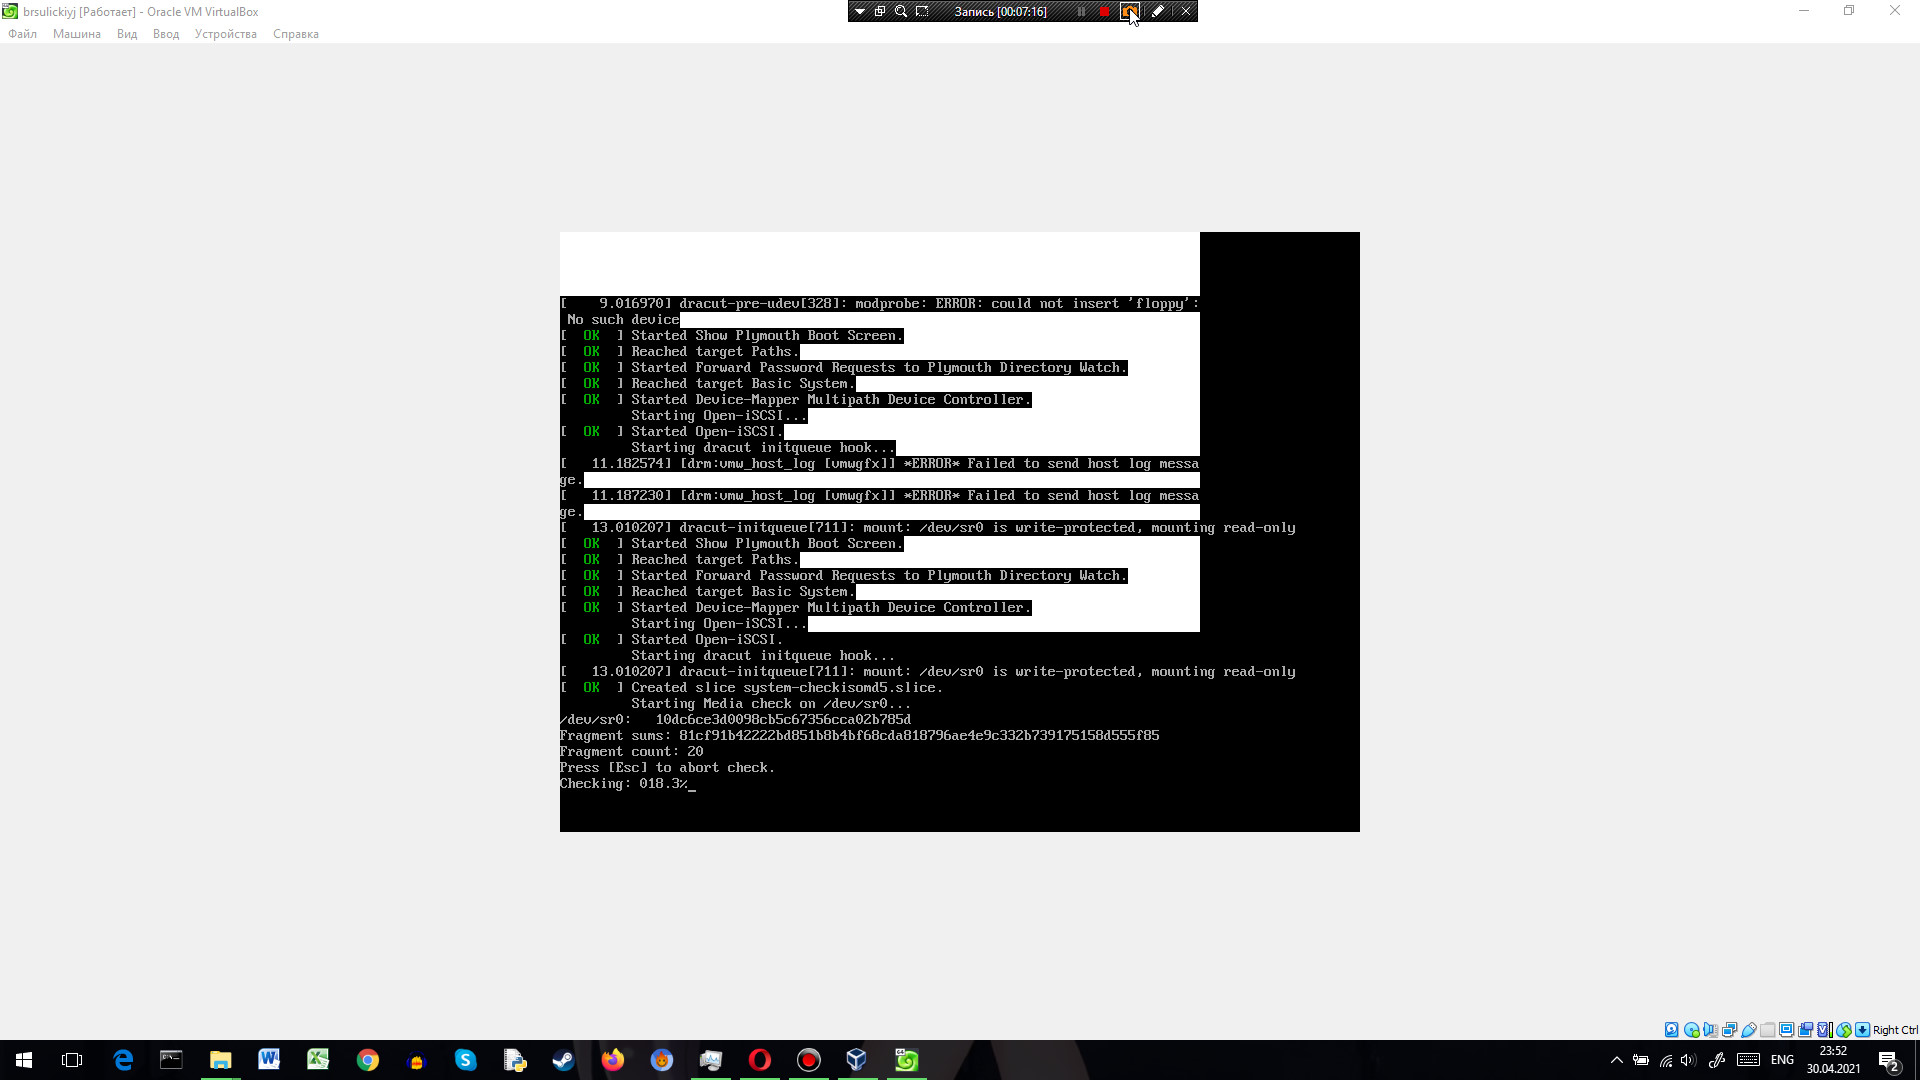 brsulickiyj [Работает] - Oracle VM VirtualBox
Запись [00:07:16]
Файл Машина Вид Ввод Устройства Справка
[    9.016970] dracut-pre-udev[328]: modprobe: ERROR: could not insert 'floppy':
 No such device
[  OK  ] Started Show Plymouth Boot Screen.
[  OK  ] Reached target Paths.
[  OK  ] Started Forward Password Requests to Plymouth Directory Watch.
[  OK  ] Reached target Basic System.
[  OK  ] Started Device-Mapper Multipath Device Controller.
         Starting Open-iSCSI...
[  OK  ] Started Open-iSCSI.
         Starting dracut initqueue hook...
[   11.182574] [drm:vmw_host_log [vmwgfx]] *ERROR* Failed to send host log messa
ge.
[   11.187230] [drm:vmw_host_log [vmwgfx]] *ERROR* Failed to send host log messa
ge.
[   13.010207] dracut-initqueue[711]: mount: /dev/sr0 is write-protected, mounting read-only
[  OK  ] Started Show Plymouth Boot Screen.
[  OK  ] Reached target Paths.
[  OK  ] Started Forward Password Requests to Plymouth Directory Watch.
[  OK  ] Reached target Basic System.
[  OK  ] Started Device-Mapper Multipath Device Controller.
         Starting Open-iSCSI...
[  OK  ] Started Open-iSCSI.
         Starting dracut initqueue hook...
[   13.010207] dracut-initqueue[711]: mount: /dev/sr0 is write-protected, mounting read-only
[  OK  ] Created slice system-checkisomd5.slice.
         Starting Media check on /dev/sr0...
/dev/sr0:   10dc6ce3d0098cb5c67356cca02b785d
Fragment sums: 81cf91b42222bd851b8b4bf68cda818796ae4e9c332b739175158d555f85
Fragment count: 20
Press [Esc] to abort check.
Checking: 018.3%_
Right Ctrl
ENG
23:52
30.04.2021
2